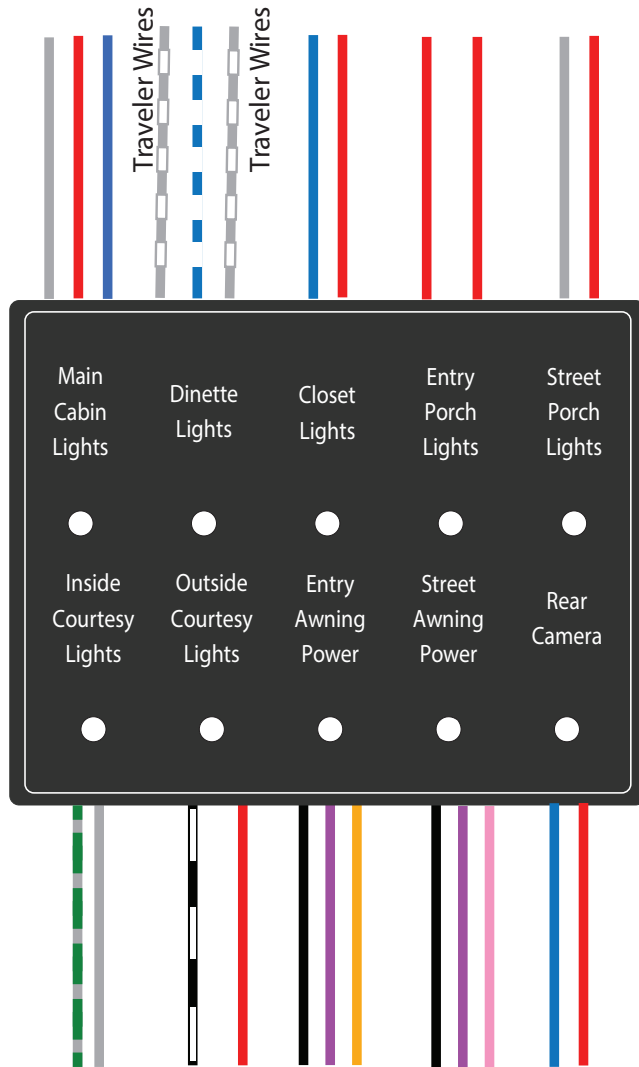 Traveler Wires
Traveler Wires
Main
Cabin
Lights
Dinette
Lights
Closet
Lights
Entry
Porch
Lights
Street
Porch
Lights
Inside
Courtesy
Lights
Outside
Courtesy
Lights
Entry
Awning
Power
Street
Awning
Power
Rear
Camera